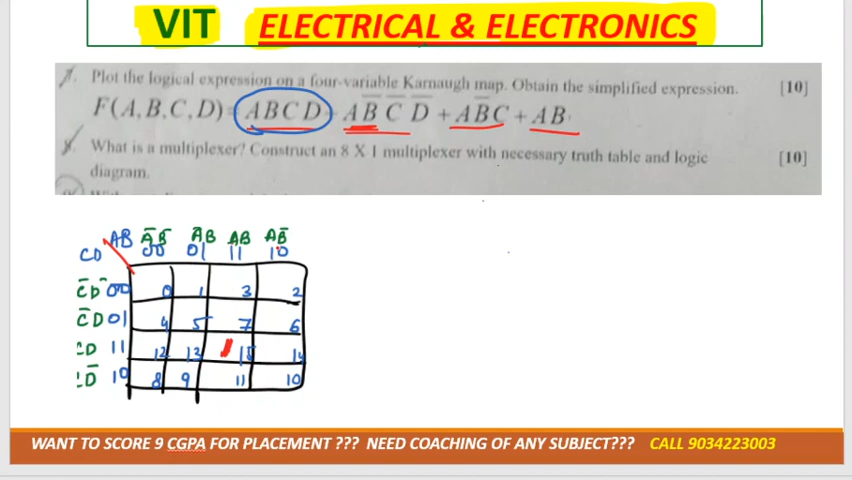 VIT ELECTRICAL & ELECTRONICS
7. Plot the logical expression on a four-variable Karnaugh map. Obtain the simplified expression. [10]
F(A,B,C,D) = ABCD + AB̅C̅D̅ + AB̅C + AB.
8. What is a multiplexer? Construct an 8 X 1 multiplexer with necessary truth table and logic [10]
diagram.
AB A̅B̅ A̅B AB AB̅
CD 00 01 11 10
C̅D̅ 00 0 1 3 2
C̅D 01 4 5 7 6
CD 11 12 13 1 15 14
CD̅ 10 8 9 11 10
WANT TO SCORE 9 CGPA FOR PLACEMENT ??? NEED COACHING OF ANY SUBJECT??? CALL 9034223003